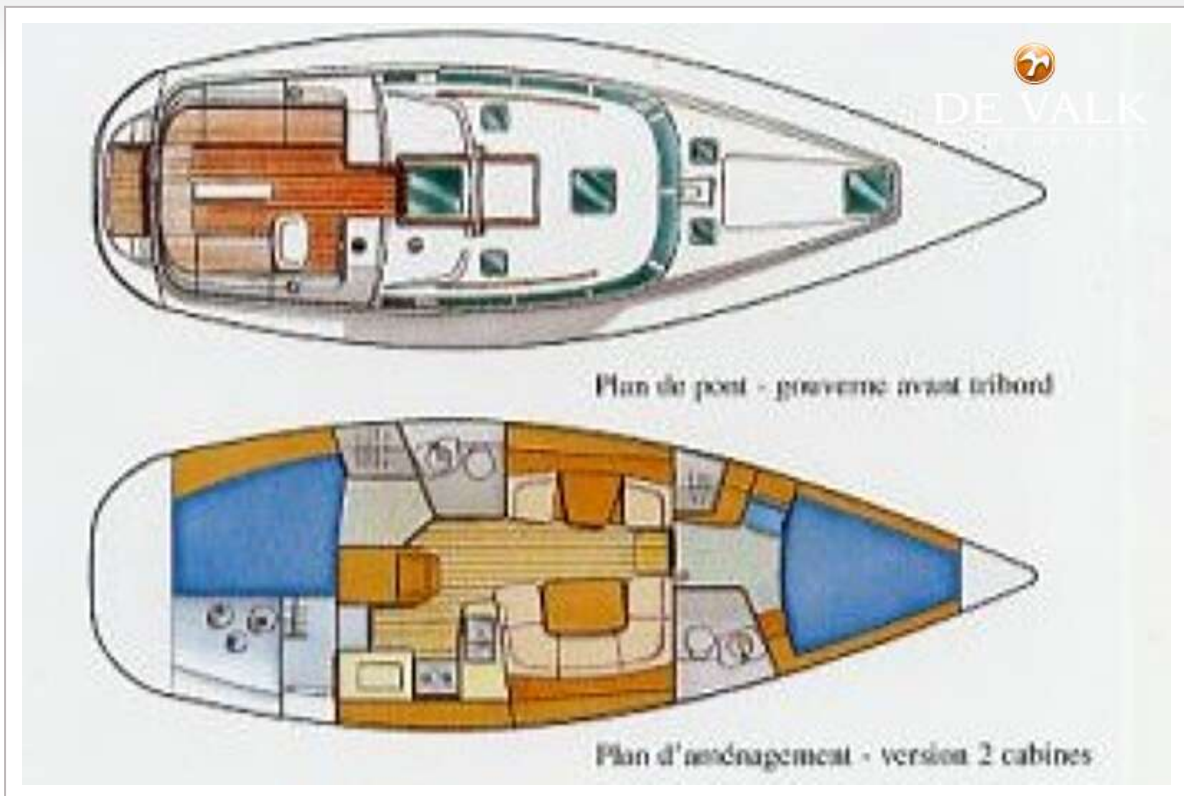 DE VALK
Plan de pont - gouverne avant tribord
Plan d'aménagement - version 2 cabines